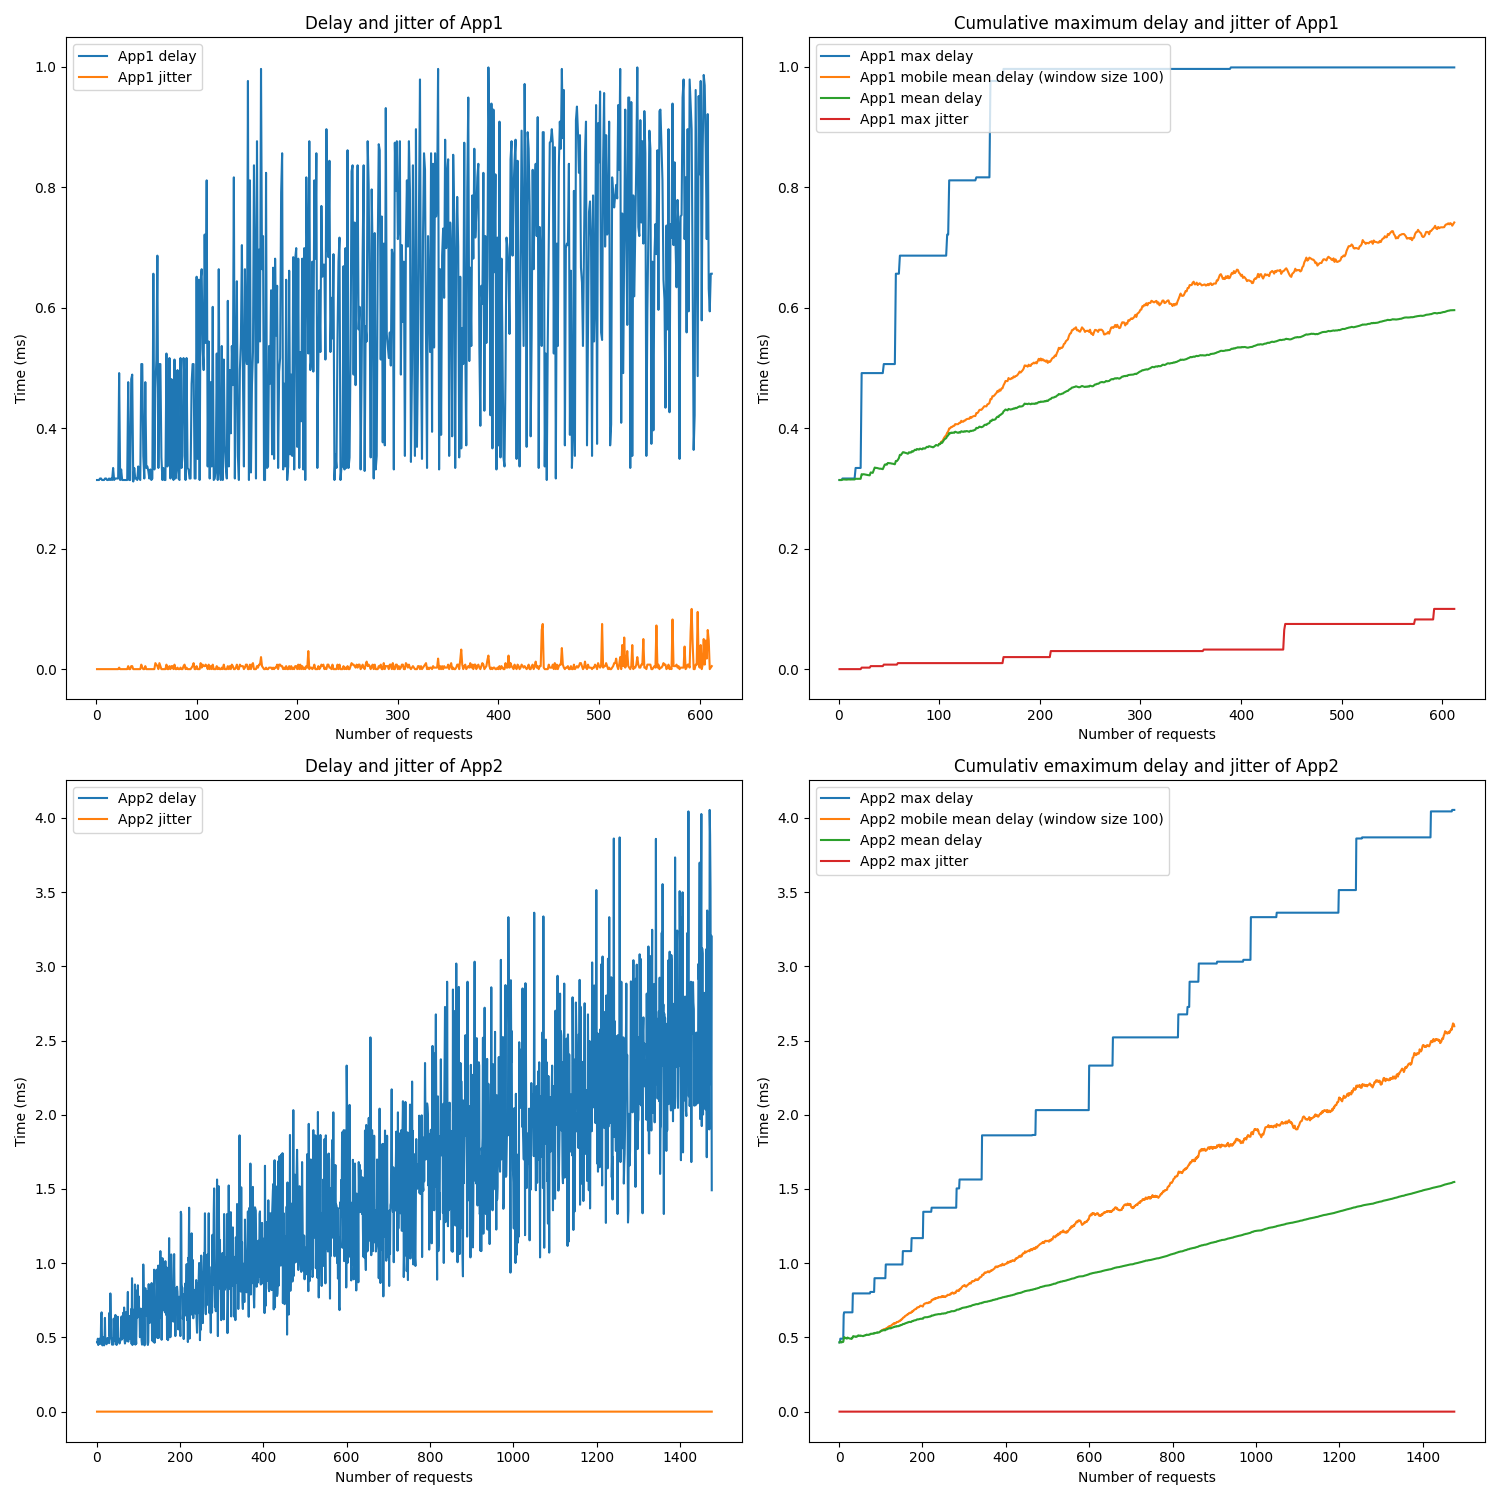 Delay and jitter of App1
App1 delay
App1 jitter
Time (ms)
1.0
0.8
0.6
0.4
0.2
0.0
0 100 200 300 400 500 600
Number of requests
Cumulative maximum delay and jitter of App1
App1 max delay
App1 mobile mean delay (window size 100)
App1 mean delay
App1 max jitter
Time (ms)
1.0
0.8
0.6
0.4
0.2
0.0
0 100 200 300 400 500 600
Number of requests
Delay and jitter of App2
App2 delay
App2 jitter
Time (ms)
4.0
3.5
3.0
2.5
2.0
1.5
1.0
0.5
0.0
0 200 400 600 800 1000 1200 1400
Number of requests
Cumulativ emaximum delay and jitter of App2
App2 max delay
App2 mobile mean delay (window size 100)
App2 mean delay
App2 max jitter
Time (ms)
4.0
3.5
3.0
2.5
2.0
1.5
1.0
0.5
0.0
0 200 400 600 800 1000 1200 1400
Number of requests